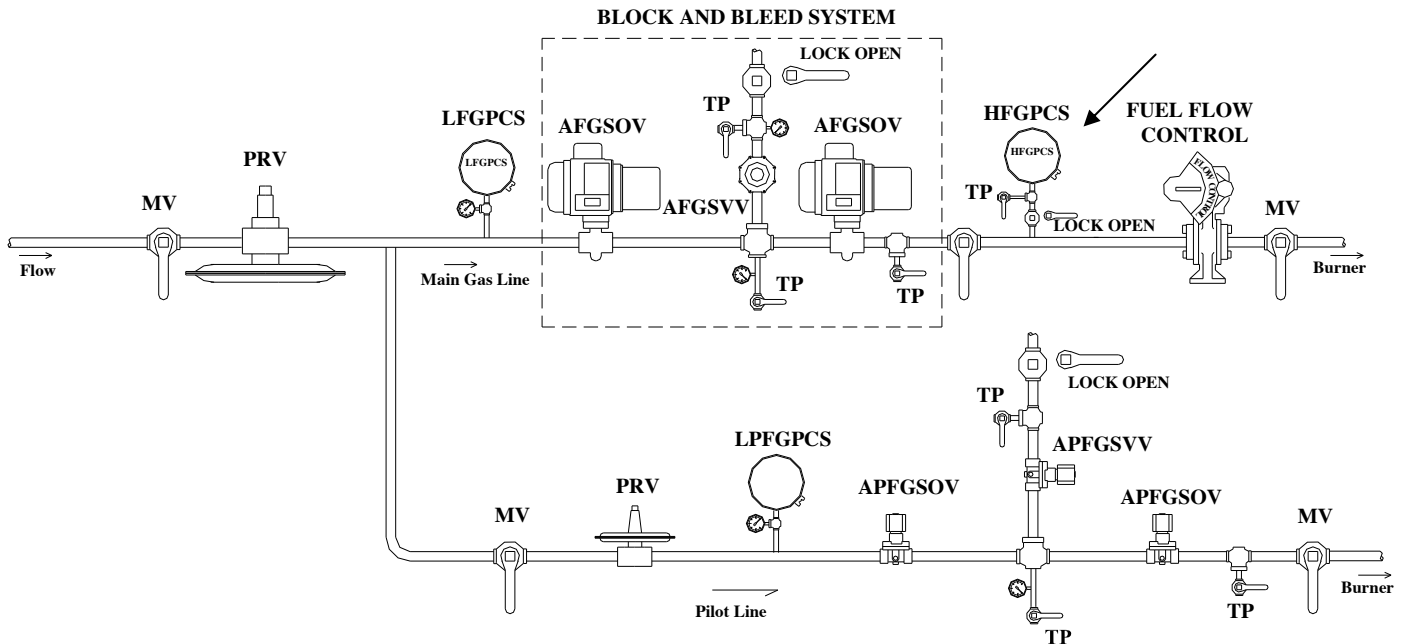 BLOCK AND BLEED SYSTEM
LOCK OPEN
TP
LFGPCS
LFGPCS
AFGSOV
AFGSOV
HFGPCS
HFGPCS
FUEL FLOW
CONTROL
FLOW CONTROL
PRV
MV
AFGSVV
TP
LOCK OPEN
MV
Flow
Main Gas Line
TP
TP
Burner
LOCK OPEN
TP
LPFGPCS
APFGSVV
PRV
APFGSOV
APFGSOV
MV
MV
Pilot Line
Burner
TP
TP